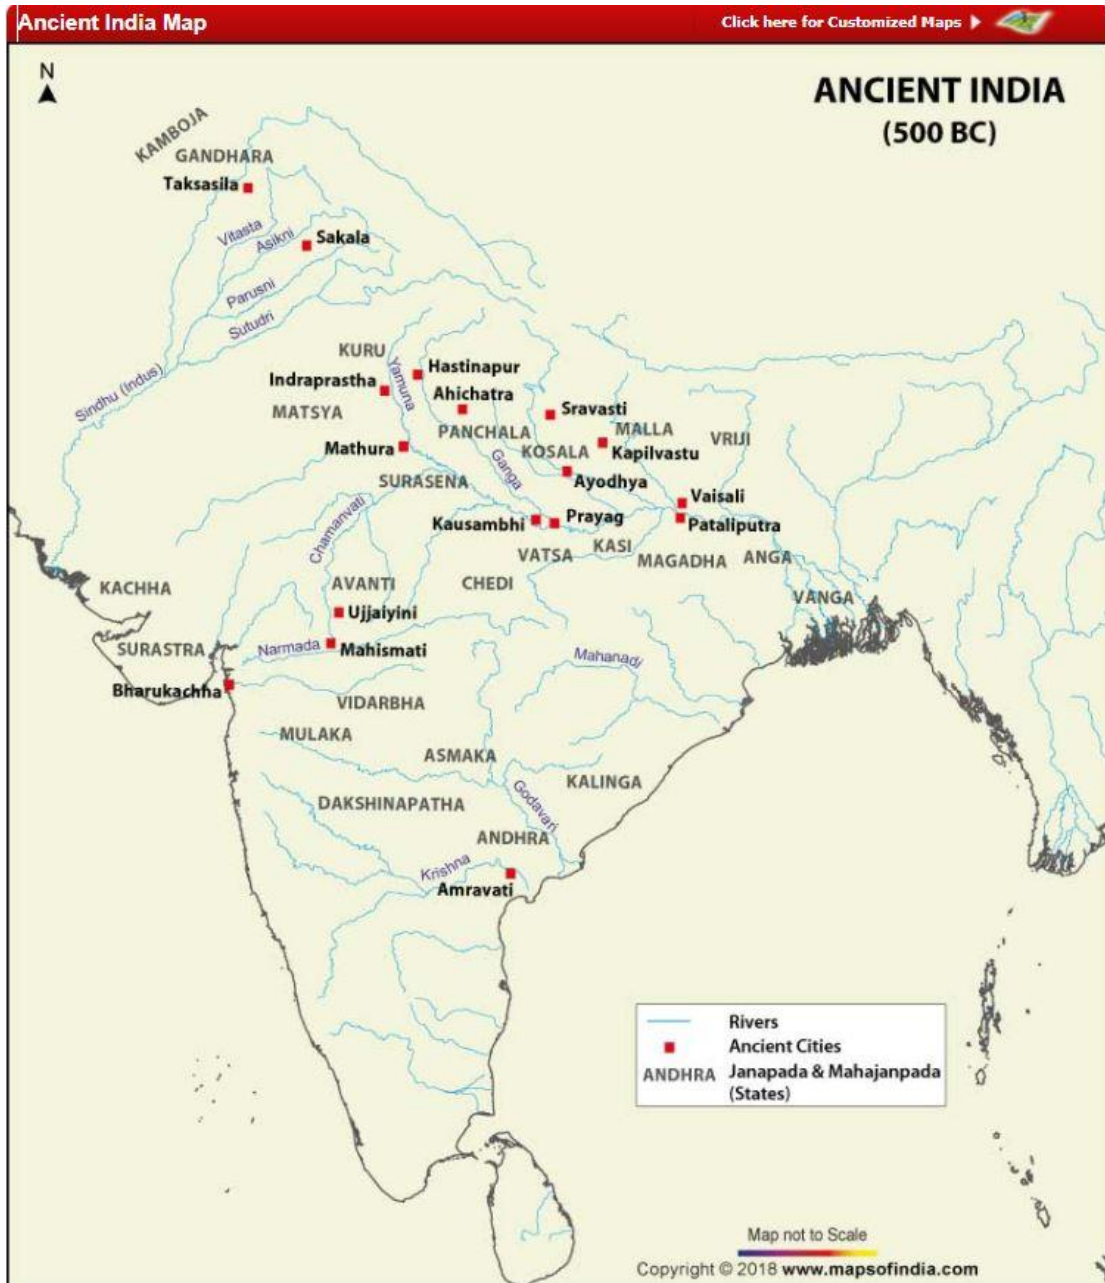 Ancient India Map
Click here for Customized Maps
N
ANCIENT INDIA
(500 BC)
KAMBOJA
GANDHARA
Taksasila
Vitasta
Asikni
Sakala
Parusni
Sutudri
Sindhu (Indus)
KURU
Yamuna
Hastinapur
Indraprastha
Ahichatra
MATSYA
Sravasti
PANCHALA
MALLA
VRIJI
Mathura
KOSALA
Kapilvastu
Ganga
SURASENA
Ayodhya
Chamanvati
Vaisali
Kausambhi
Prayag
Pataliputra
VATSA
KASI
MAGADHA
ANGA
KACHHA
AVANTI
CHEDI
VANGA
Ujjaiyini
SURASTRA
Narmada
Mahismati
Mahanadi
Bharukachha
VIDARBHA
MULAKA
ASMAKA
KALINGA
DAKSHINAPATHA
Godavari
ANDHRA
Krishna
Amravati
Rivers
Ancient Cities
ANDHRA
Janapada & Mahajanpada
(States)
Map not to Scale
Copyright © 2018 www.mapsofindia.com